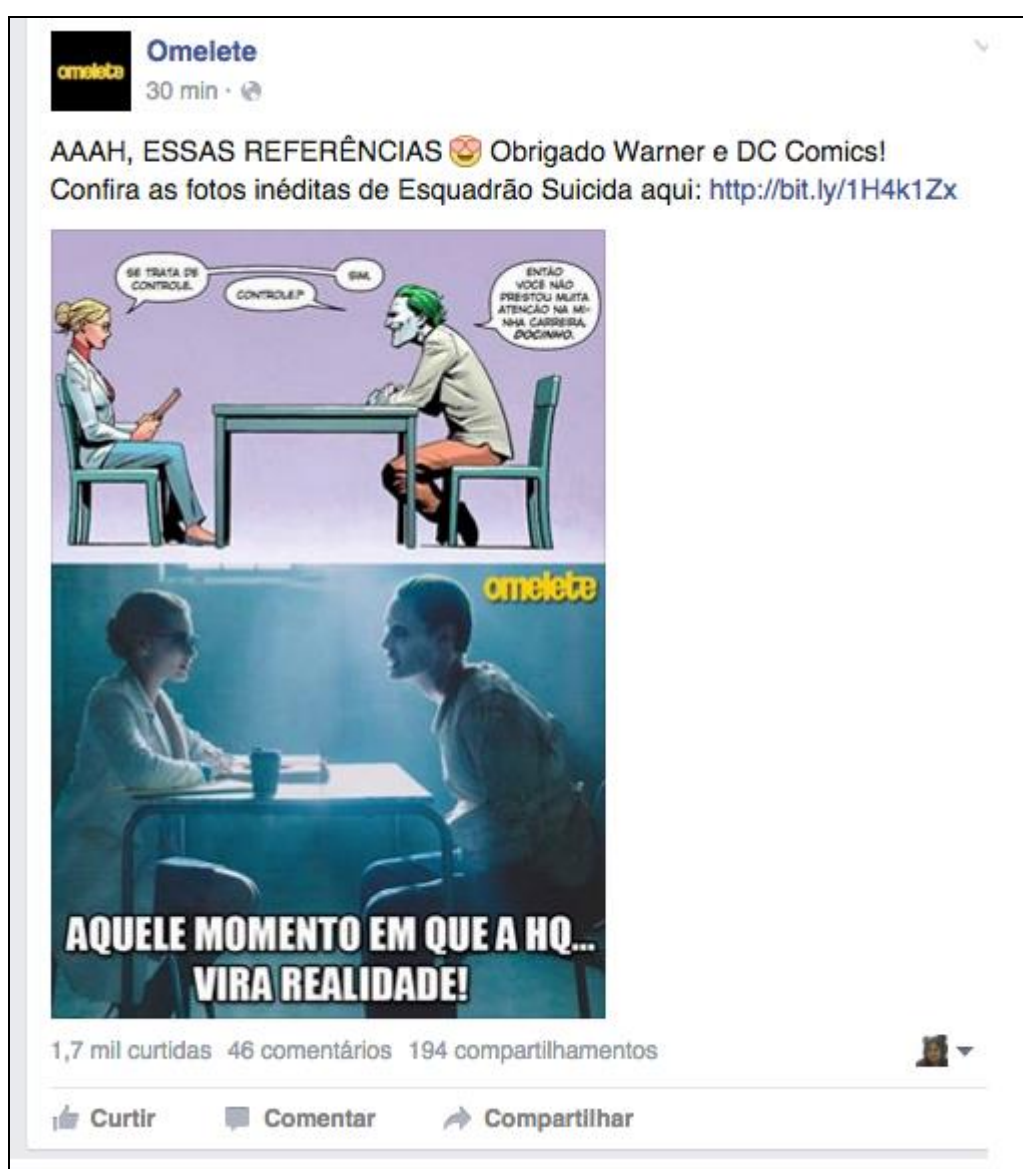 omelete
Omelete
30 min ·
AAAH, ESSAS REFERÊNCIAS 😍 Obrigado Warner e DC Comics!
Confira as fotos inéditas de Esquadrão Suicida aqui: http://bit.ly/1H4k1Zx
SE TRATA DE
CONTROLE.
CONTROLE?
SIM.
ENTÃO
VOCÊ NÃO
PRESTOU MUITA
ATENCÃO NA MI-
NHA CARREIRA,
DOCINHO.
omelete
AQUELE MOMENTO EM QUE A HQ...
VIRA REALIDADE!
1,7 mil curtidas 46 comentários 194 compartilhamentos
Curtir Comentar Compartilhar